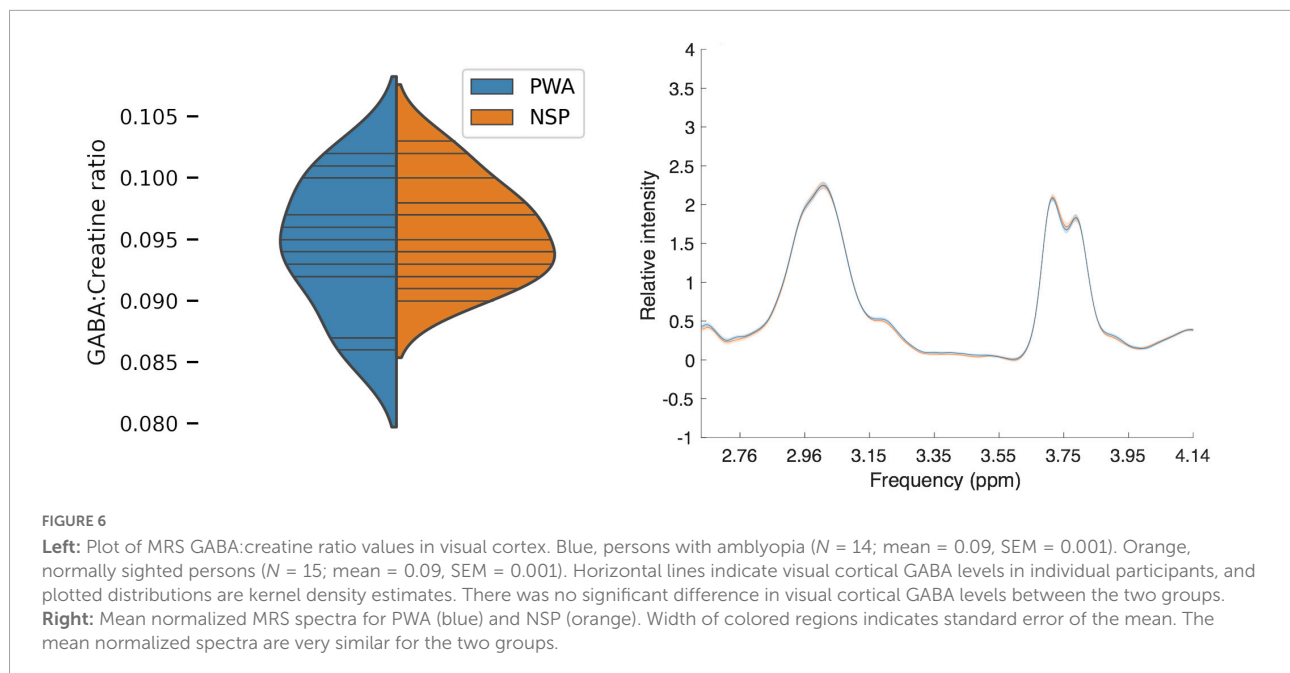 PWA
NSP
0.105
0.100
0.095
0.090
0.085
0.080
GABA:Creatine ratio
4
3.5
3
2.5
2
1.5
1
0.5
0
-0.5
-1
Relative intensity
2.76 2.96 3.15 3.35 3.55 3.75 3.95 4.14
Frequency (ppm)
FIGURE 6
Left: Plot of MRS GABA:creatine ratio values in visual cortex. Blue, persons with amblyopia (N = 14; mean = 0.09, SEM = 0.001). Orange,
normally sighted persons (N = 15; mean = 0.09, SEM = 0.001). Horizontal lines indicate visual cortical GABA levels in individual participants, and
plotted distributions are kernel density estimates. There was no significant difference in visual cortical GABA levels between the two groups.
Right: Mean normalized MRS spectra for PWA (blue) and NSP (orange). Width of colored regions indicates standard error of the mean. The
mean normalized spectra are very similar for the two groups.